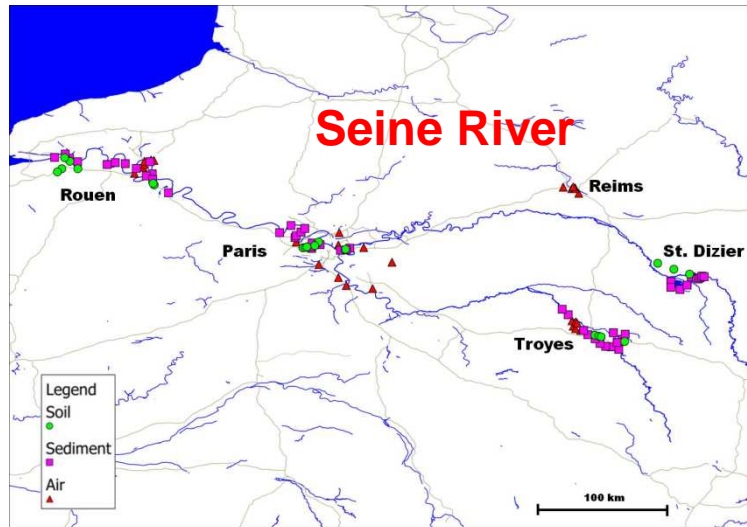 Seine River
Reims
Rouen
Paris
St. Dizier
Troyes
Legend
Soil
Sediment
Air
100 km